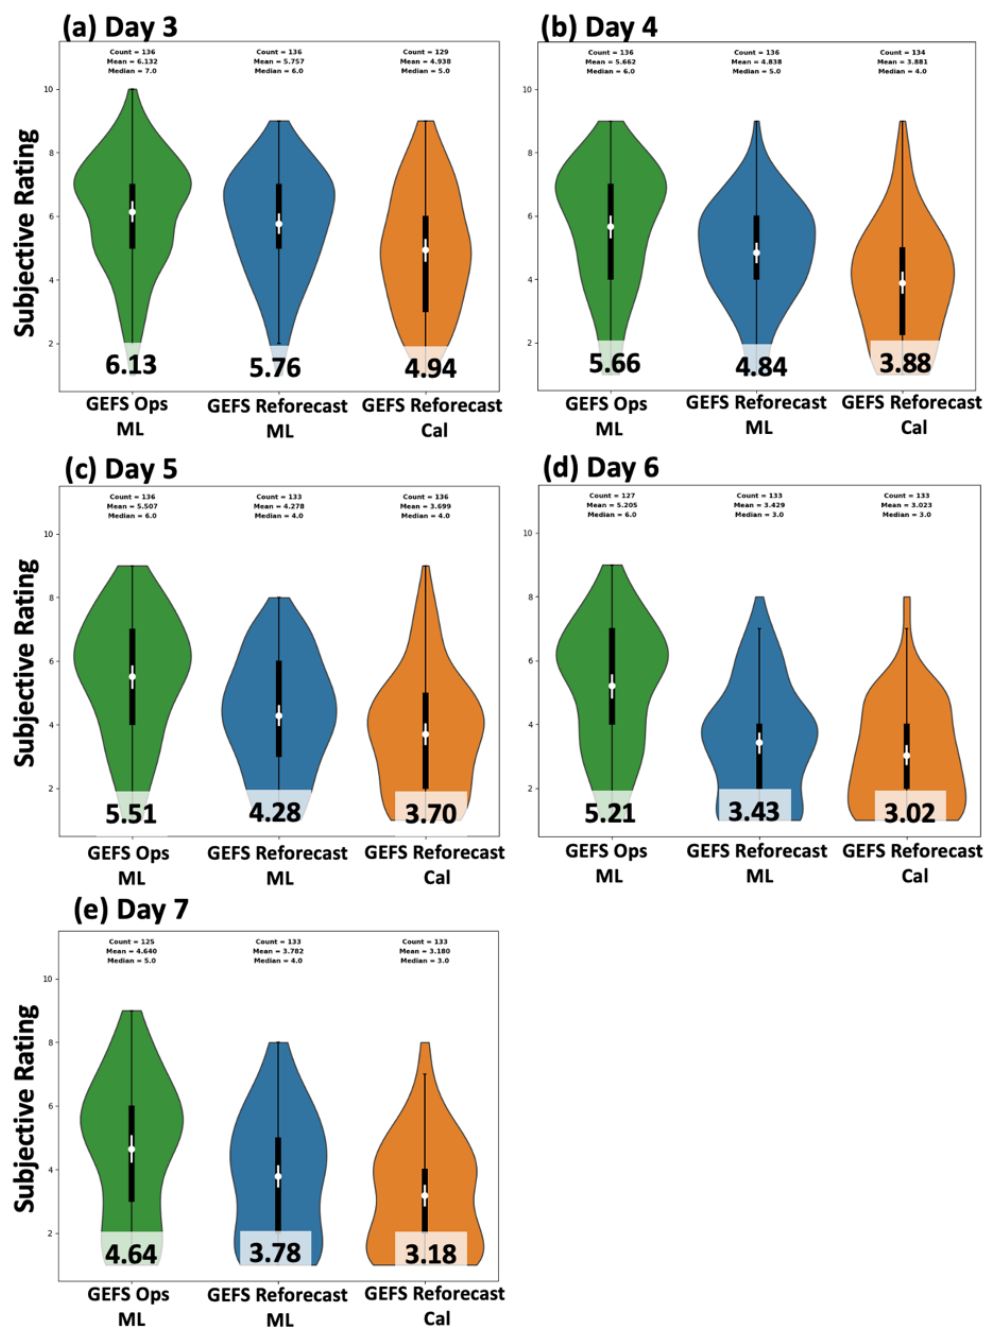 (a) Day 3
Count = 136
Mean = 6.132
Median = 7.0
Count = 136
Mean = 5.757
Median = 6.0
Count = 129
Mean = 4.938
Median = 5.0
Subjective Rating
10
8
6
4
2
6.13
5.76
4.94
GEFS Ops
ML
GEFS Reforecast
ML
GEFS Reforecast
Cal
(b) Day 4
Count = 136
Mean = 5.662
Median = 6.0
Count = 136
Mean = 4.838
Median = 5.0
Count = 134
Mean = 3.881
Median = 4.0
10
8
6
4
2
5.66
4.84
3.88
GEFS Ops
ML
GEFS Reforecast
ML
GEFS Reforecast
Cal
(c) Day 5
Count = 136
Mean = 5.507
Median = 6.0
Count = 133
Mean = 4.278
Median = 4.0
Count = 136
Mean = 3.699
Median = 4.0
Subjective Rating
10
8
6
4
2
5.51
4.28
3.70
GEFS Ops
ML
GEFS Reforecast
ML
GEFS Reforecast
Cal
(d) Day 6
Count = 127
Mean = 5.205
Median = 6.0
Count = 133
Mean = 3.429
Median = 3.0
Count = 133
Mean = 3.023
Median = 3.0
10
8
6
4
2
5.21
3.43
3.02
GEFS Ops
ML
GEFS Reforecast
ML
GEFS Reforecast
Cal
(e) Day 7
Count = 125
Mean = 4.640
Median = 5.0
Count = 133
Mean = 3.782
Median = 4.0
Count = 133
Mean = 3.180
Median = 3.0
Subjective Rating
10
8
6
4
2
4.64
3.78
3.18
GEFS Ops
ML
GEFS Reforecast
ML
GEFS Reforecast
Cal